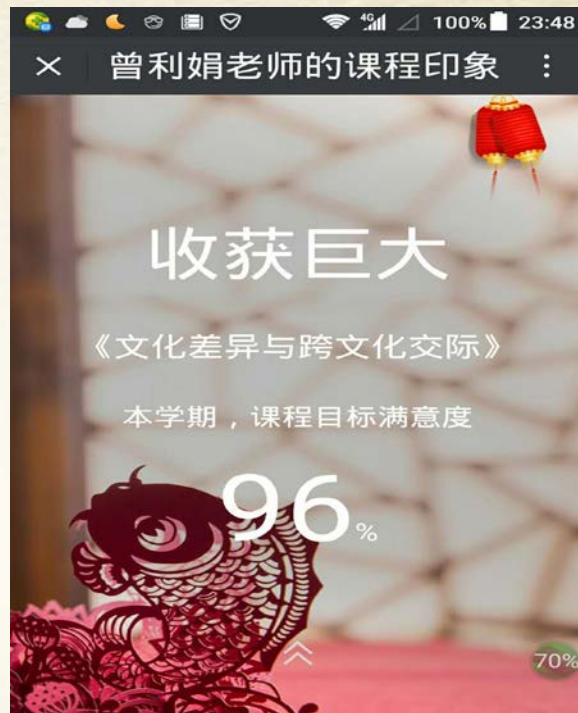 4G 100% 23:48
曾利娟老师的课程印象
收获巨大
《文化差异与跨文化交际》
本学期，课程目标满意度
96%
70%